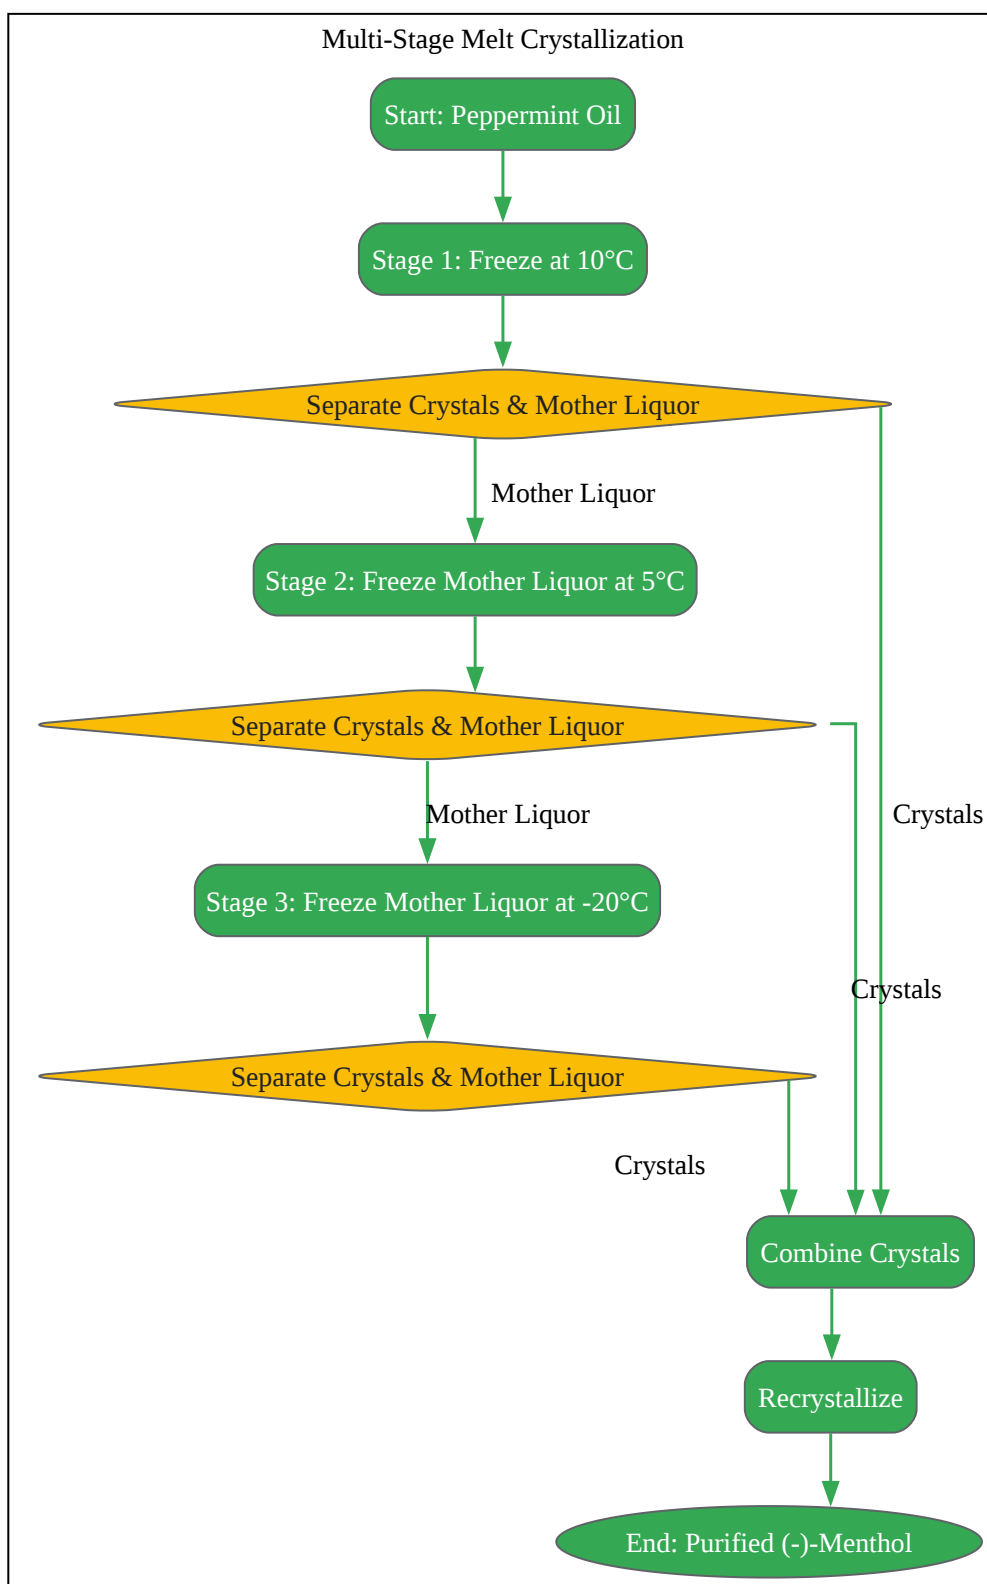 Multi-Stage Melt Crystallization
Start: Peppermint Oil
Stage 1: Freeze at 10°C
Separate Crystals & Mother Liquor
Mother Liquor
Stage 2: Freeze Mother Liquor at 5°C
Separate Crystals & Mother Liquor
Mother Liquor
Crystals
Stage 3: Freeze Mother Liquor at -20°C
Crystals
Separate Crystals & Mother Liquor
Crystals
Combine Crystals
Recrystallize
End: Purified (-)-Menthol